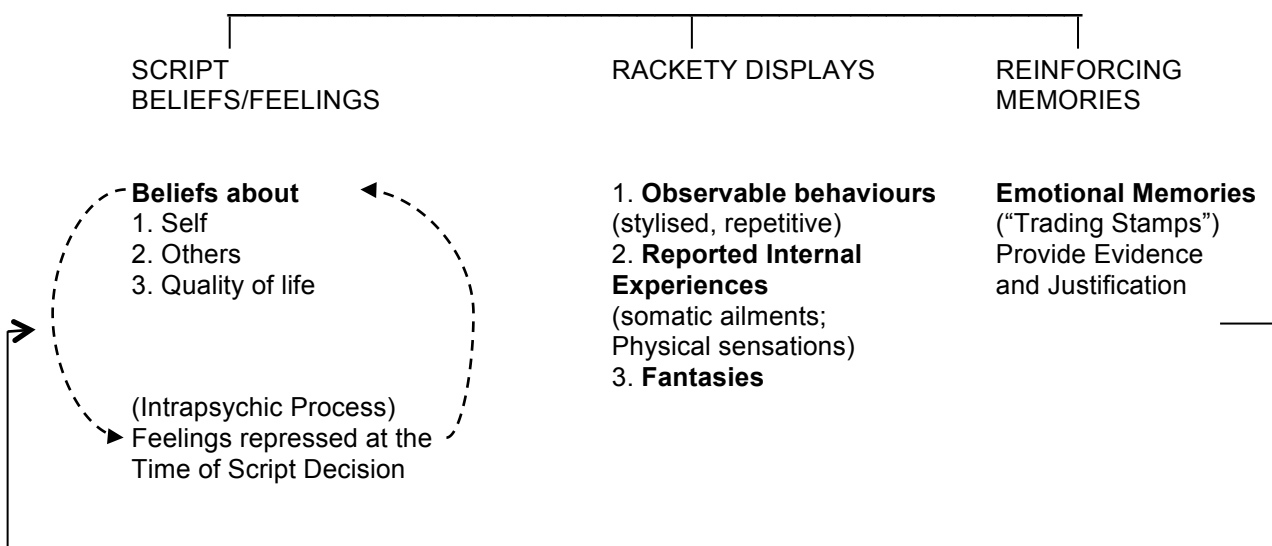 SCRIPT
BELIEFS/FEELINGS
Beliefs about
1. Self
2. Others
3. Quality of life
(Intrapsychic Process)
Feelings repressed at the
Time of Script Decision
RACKETY DISPLAYS
1. Observable behaviours
(stylised, repetitive)
2. Reported Internal
Experiences
(somatic ailments;
Physical sensations)
3. Fantasies
REINFORCING
MEMORIES
Emotional Memories
(“Trading Stamps”)
Provide Evidence
and Justification